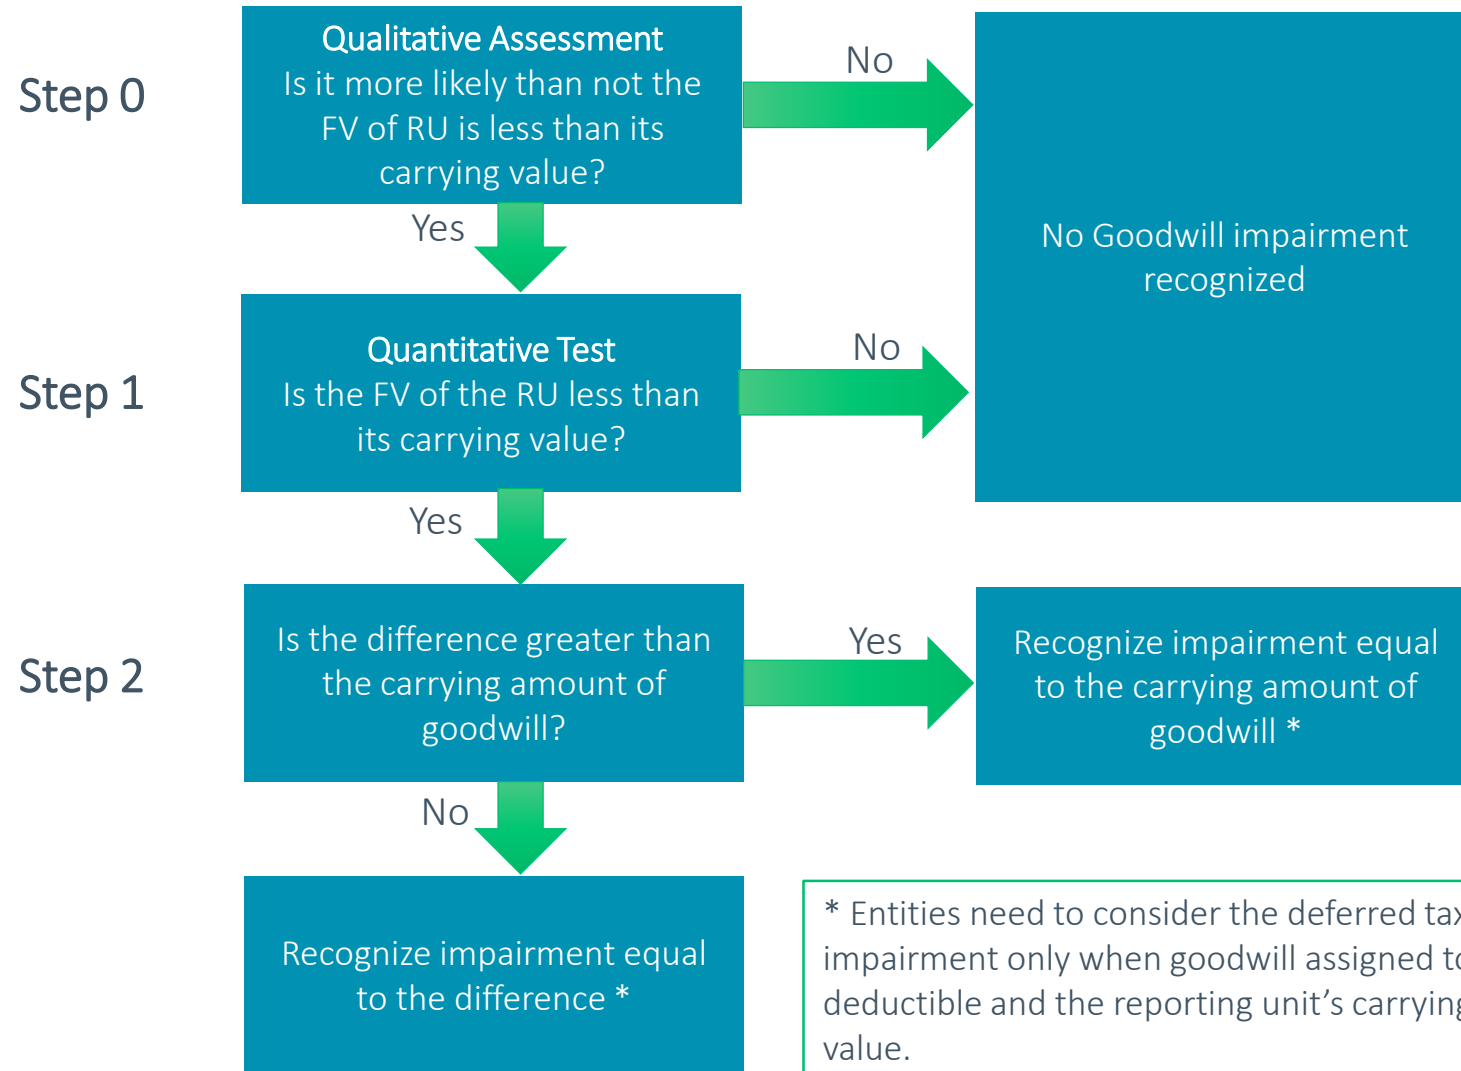 Step 0
Qualitative Assessment
Is it more likely than not the
FV of RU is less than its
carrying value?
No
No Goodwill impairment
recognized
Yes
Step 1
Quantitative Test
Is the FV of the RU less than
its carrying value?
No
Yes
Step 2
Is the difference greater than
the carrying amount of
goodwill?
Yes
Recognize impairment equal
to the carrying amount of
goodwill *
No
Recognize impairment equal
to the difference *
* Entities need to consider the deferred tax
impairment only when goodwill assigned to
deductible and the reporting unit’s carrying
value.